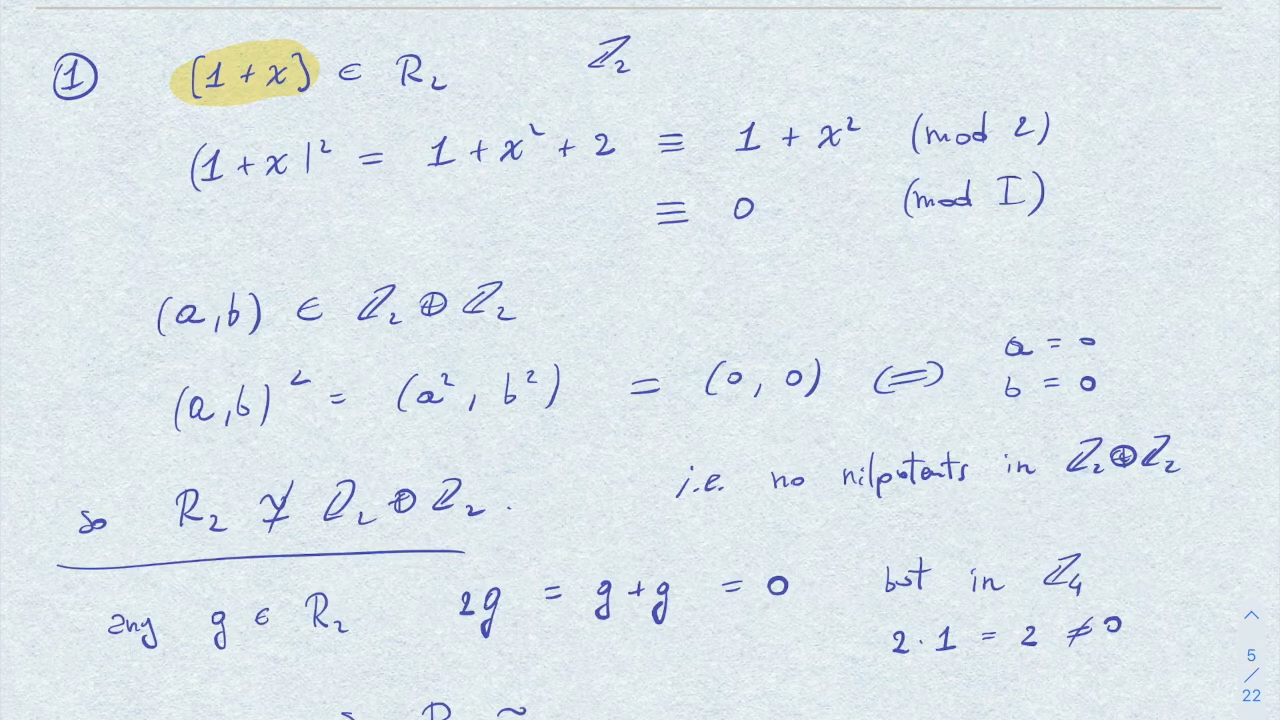 ① [1 + x] ∈ R₂ ℤ₂
(1 + x)² = 1 + x² + 2 ≡ 1 + x² (mod 2)
≡ 0 (mod I)
(a, b) ∈ ℤ₂ ⊕ ℤ₂
(a, b)² = (a², b²) = (0, 0) ⟺ a = 0
b = 0
i.e. no nilpotents in ℤ₂⊕ℤ₂
so R₂ ≄ ℤ₂ ⊕ ℤ₂.
any g ∈ R₂ 2g = g + g = 0 but in ℤ₄
2 · 1 = 2 ≠ 0
5
/
22